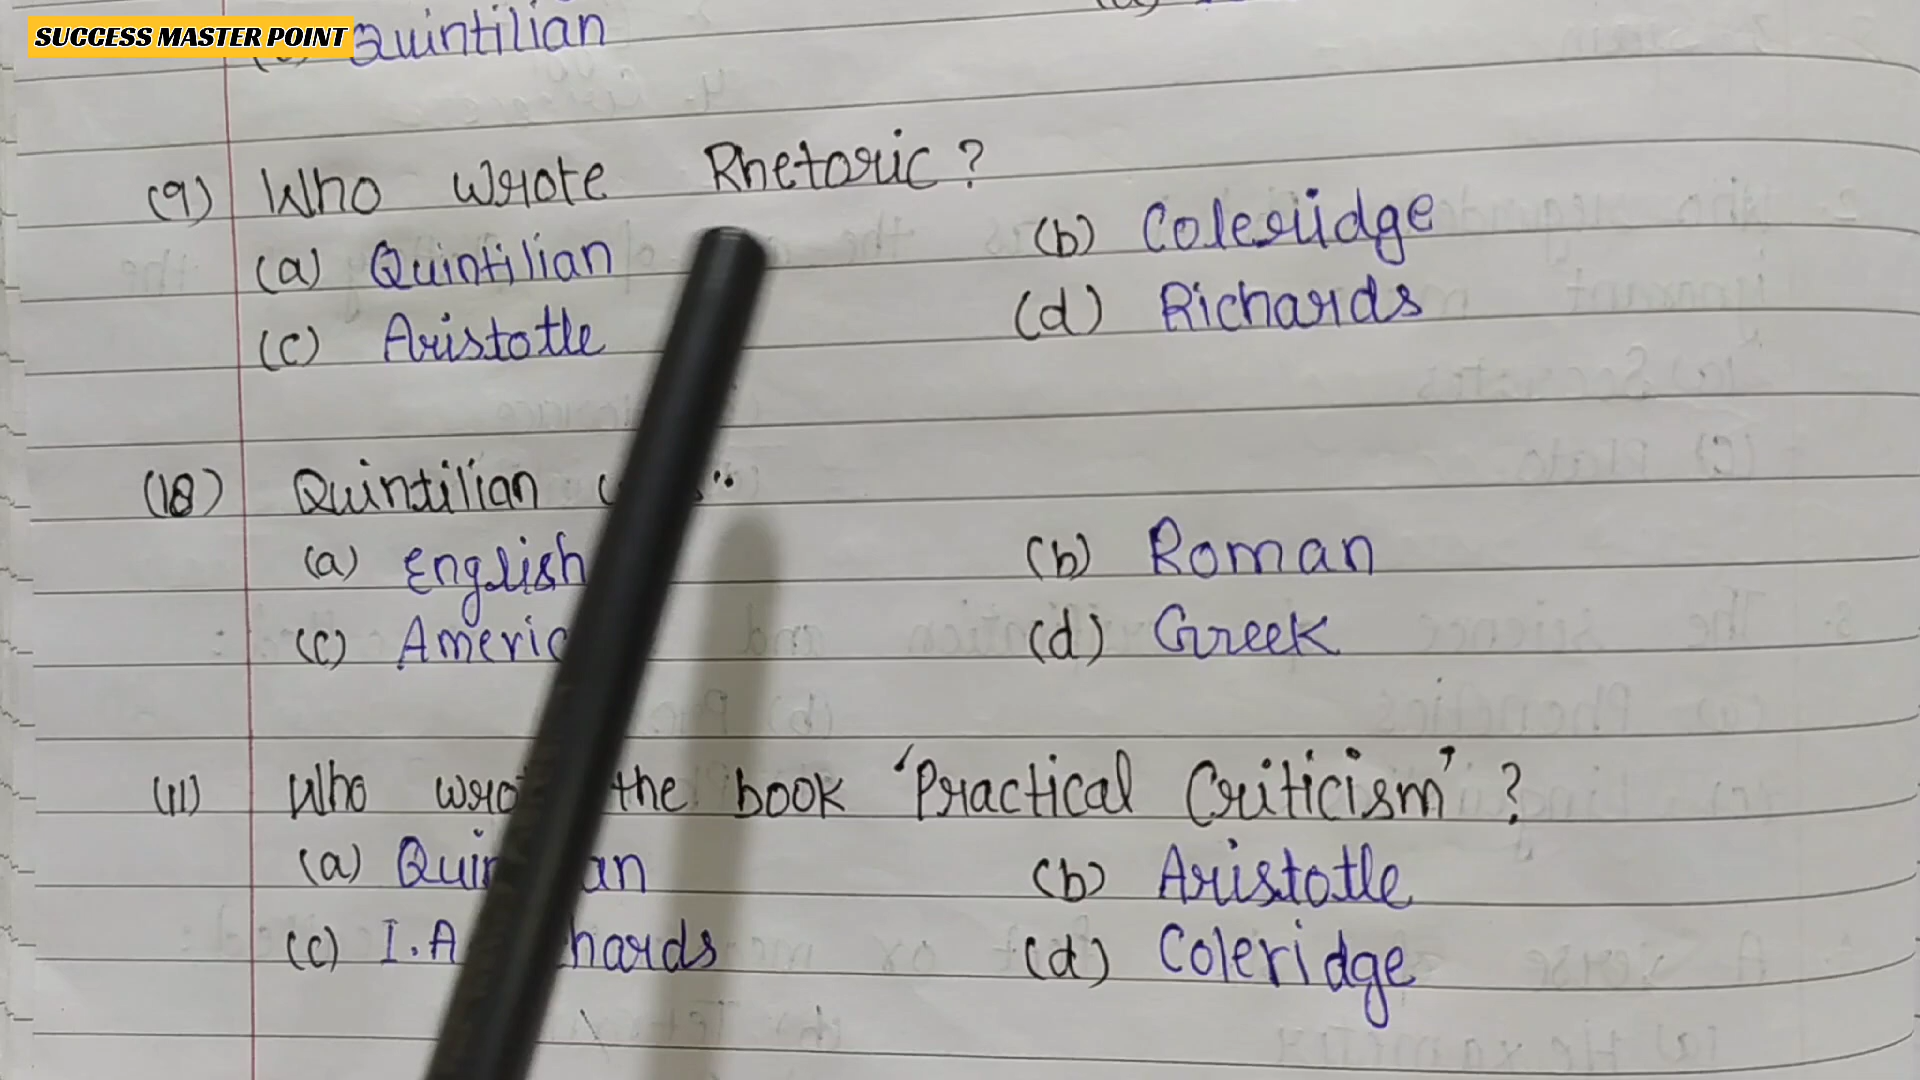 SUCCESS MASTER POINT
Quintilian
(9) Who wrote Rhetoric?
(a) Quintilian (b) Coleridge
(c) Aristotle (d) Richards
(10) Quintilian
(a) English (b) Roman
(c) (d) Greek
(11) Who the book 'Practical Criticism' ?
(a) (b) Aristotle
(c) I.A (d) Coleridge